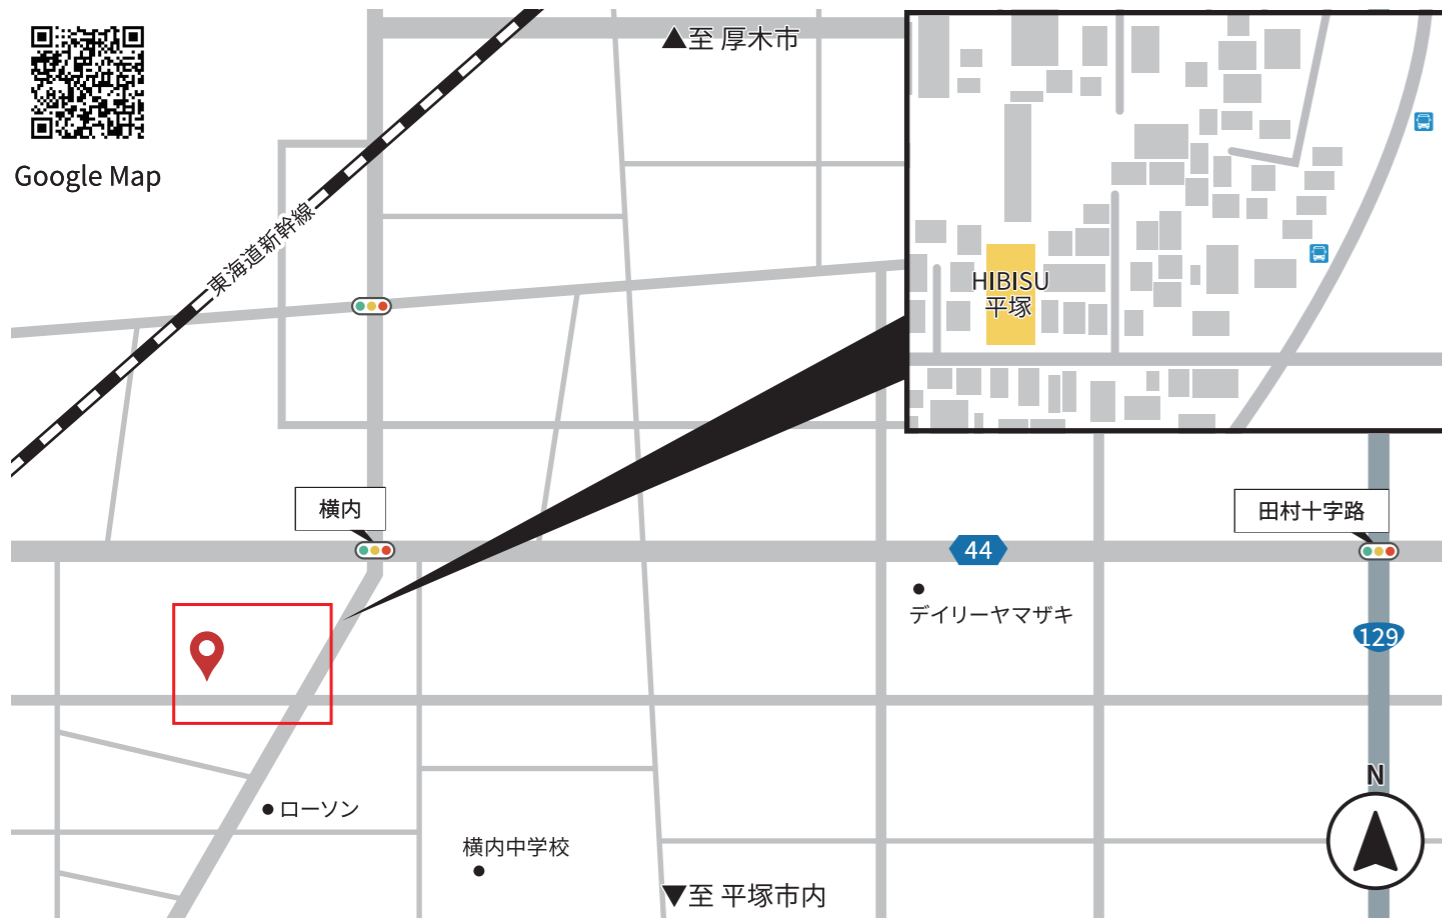 ▲至 厚木市
Google Map
東海道新幹線
HIBISU
平塚
横内
田村十字路
44
デイリーヤマザキ
129
ローソン
横内中学校
N
▼至 平塚市内